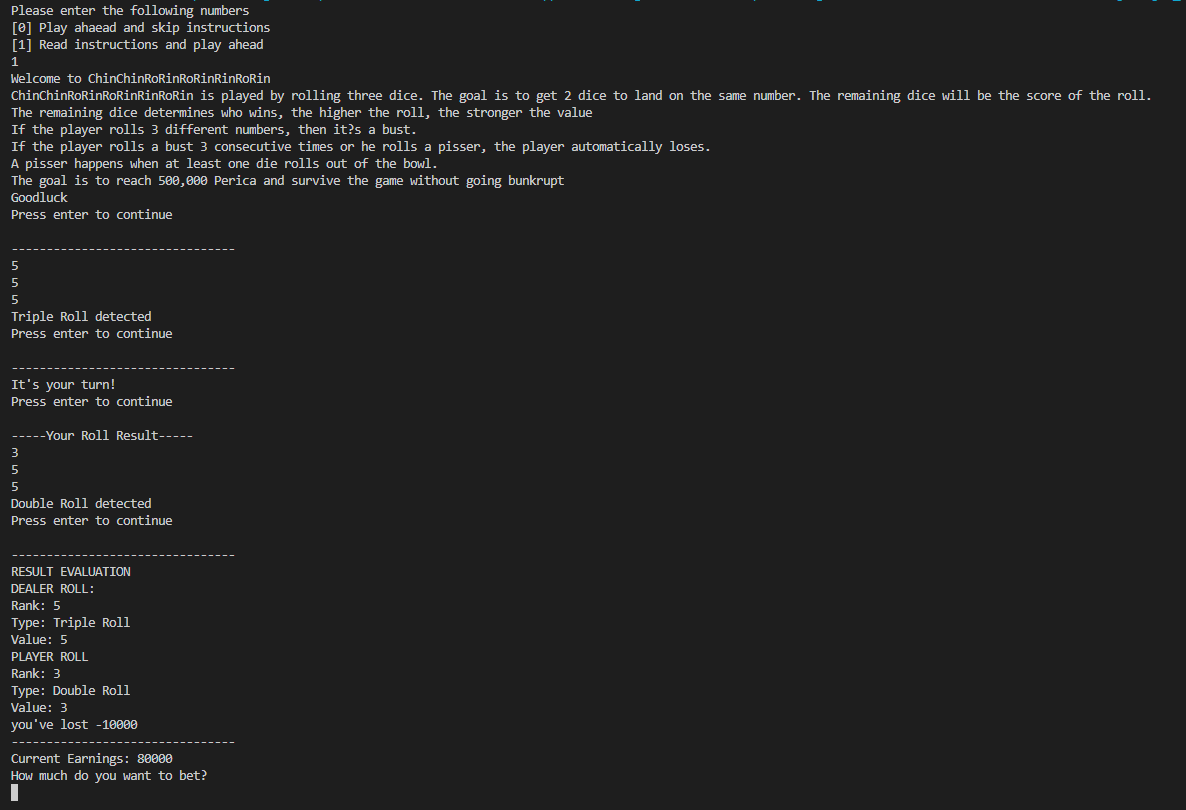 Please enter the following numbers
[0] Play ahaead and skip instructions
[1] Read instructions and play ahead
1
Welcome to ChinChinRoRinRoRinRinRoRin
ChinChinRoRinRoRinRinRoRin is played by rolling three dice. The goal is to get 2 dice to land on the same number. The remaining dice will be the score of the roll.
The remaining dice determines who wins, the higher the roll, the stronger the value
If the player rolls 3 different numbers, then it?s a bust.
If the player rolls a bust 3 consecutive times or he rolls a pisser, the player automatically loses.
A pisser happens when at least one die rolls out of the bowl.
The goal is to reach 500,000 Perica and survive the game without going bunkrupt
Goodluck
Press enter to continue
--------------------------------
5
5
5
Triple Roll detected
Press enter to continue
--------------------------------
It's your turn!
Press enter to continue
-----Your Roll Result-----
3
5
5
Double Roll detected
Press enter to continue
--------------------------------
RESULT EVALUATION
DEALER ROLL:
Rank: 5
Type: Triple Roll
Value: 5
PLAYER ROLL
Rank: 3
Type: Double Roll
Value: 3
you've lost -10000
--------------------------------
Current Earnings: 80000
How much do you want to bet?